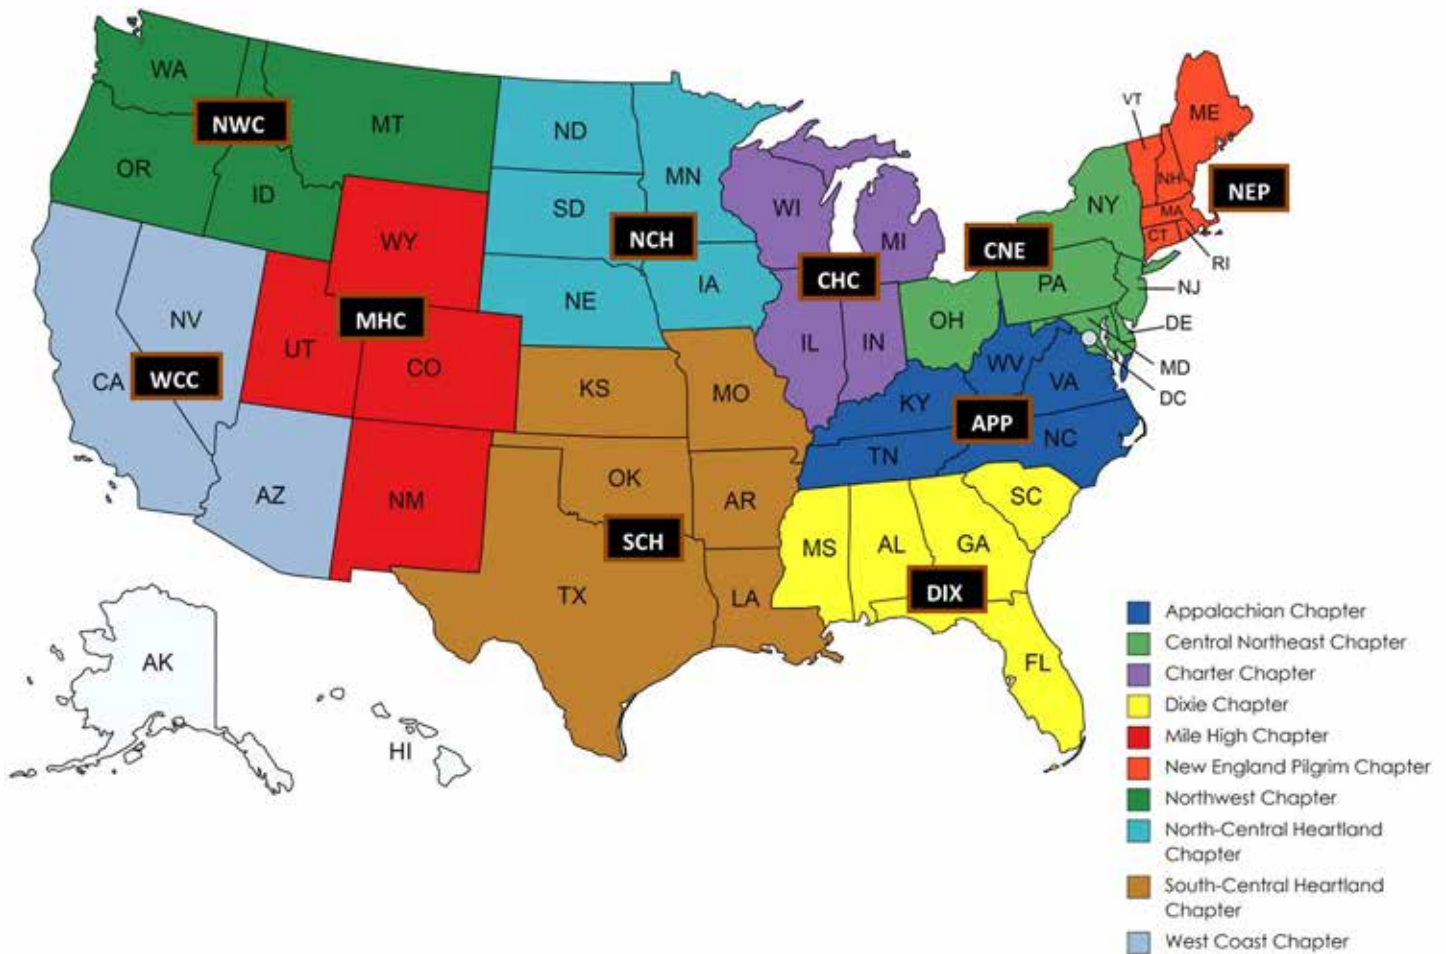 WA
MT
ND
MN
VT
ME
NWC
OR
ID
SD
WI
MI
NY
NH
NEP
MA
WY
NCH
CNE
CT
RI
NE
IA
CHC
PA
NJ
NV
MHC
UT
CO
IL
IN
OH
DE
MD
DC
CA
WCC
KS
MO
KY
WV
VA
APP
NC
TN
AZ
NM
OK
AR
SC
SCH
MS
AL
GA
TX
LA
DIX
FL
AK
HI
Appalachian Chapter
Central Northeast Chapter
Charter Chapter
Dixie Chapter
Mile High Chapter
New England Pilgrim Chapter
Northwest Chapter
North-Central Heartland
Chapter
South-Central Heartland
Chapter
West Coast Chapter